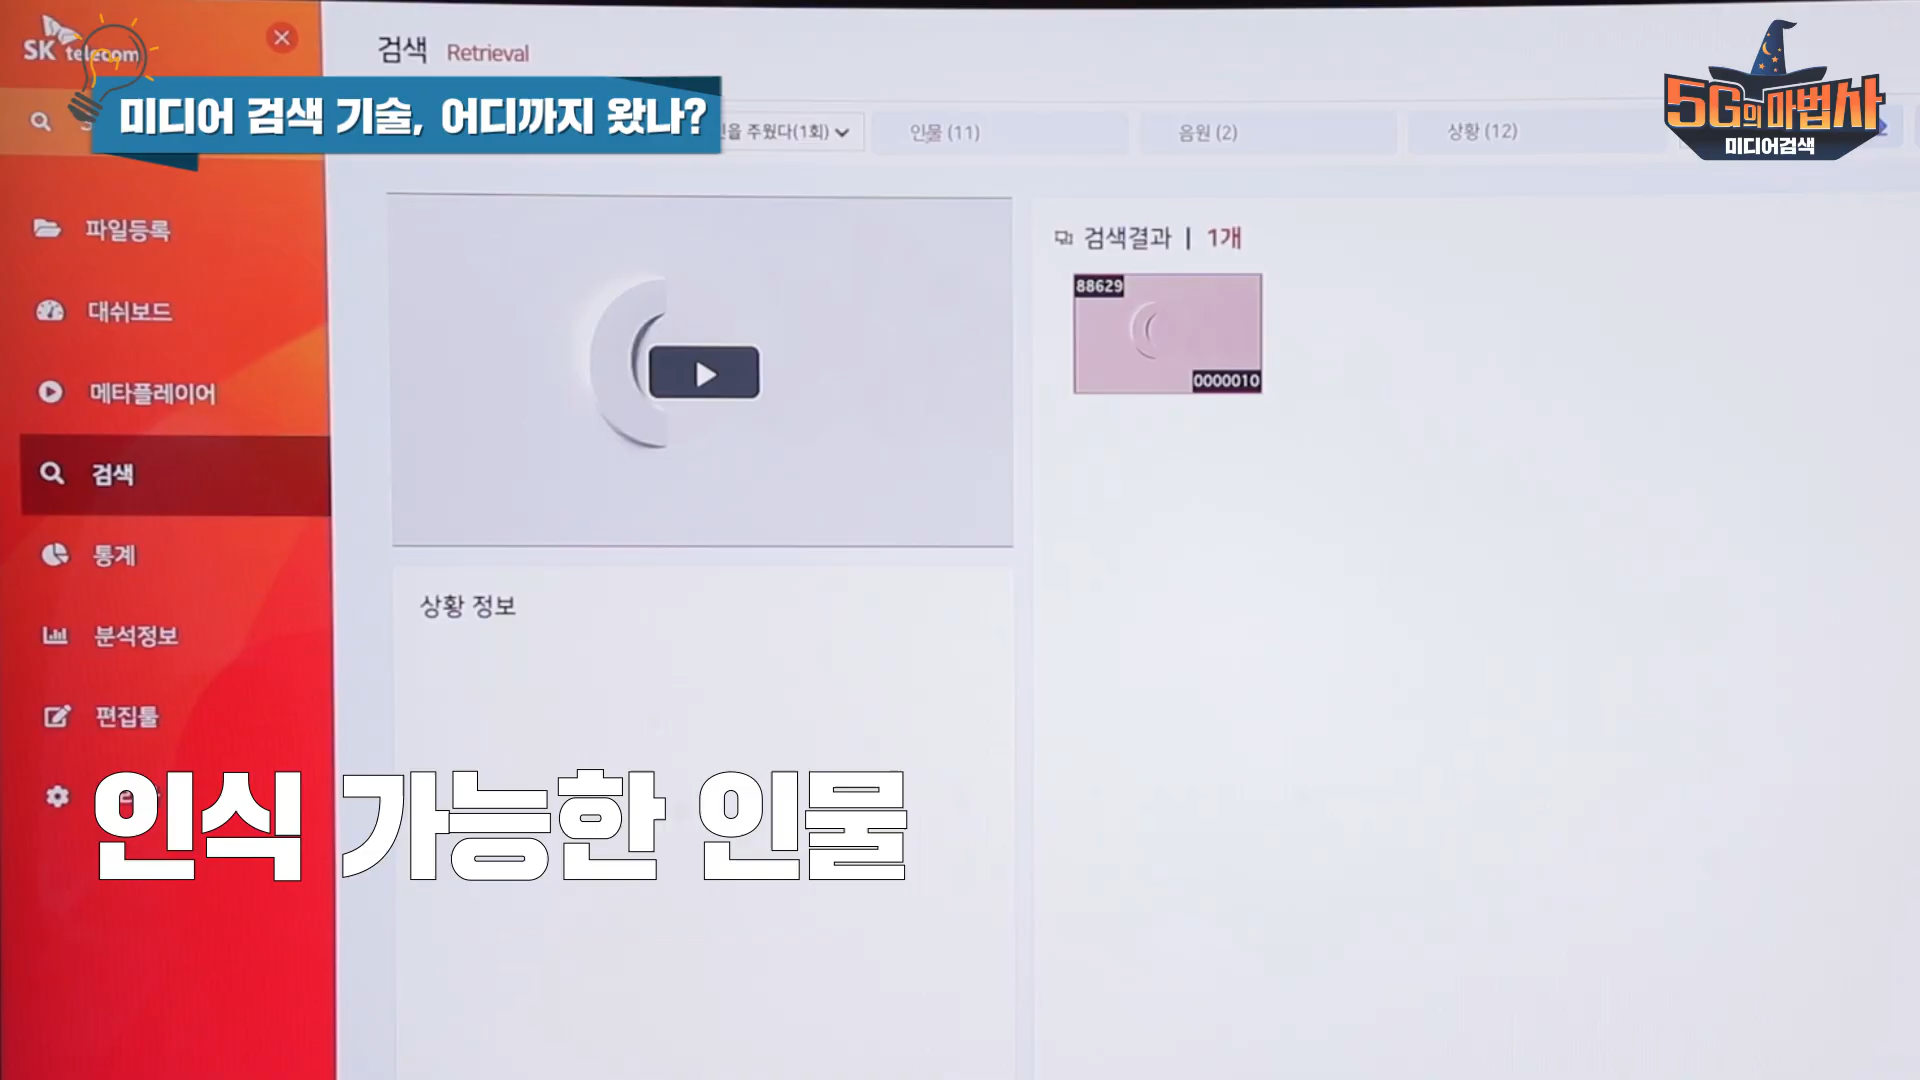 SK telecom
검색 Retrieval
미디어 검색 기술, 어디까지 왔나?
주웠다(1회)
인물 (11)
음원 (2)
상황 (12)
5G의 마법사
미디어검색
파일등록
대쉬보드
메타플레이어
검색
통계
분석정보
편집툴
검색결과 | 1개
88629
0000010
상황 정보
인식 가능한 인물